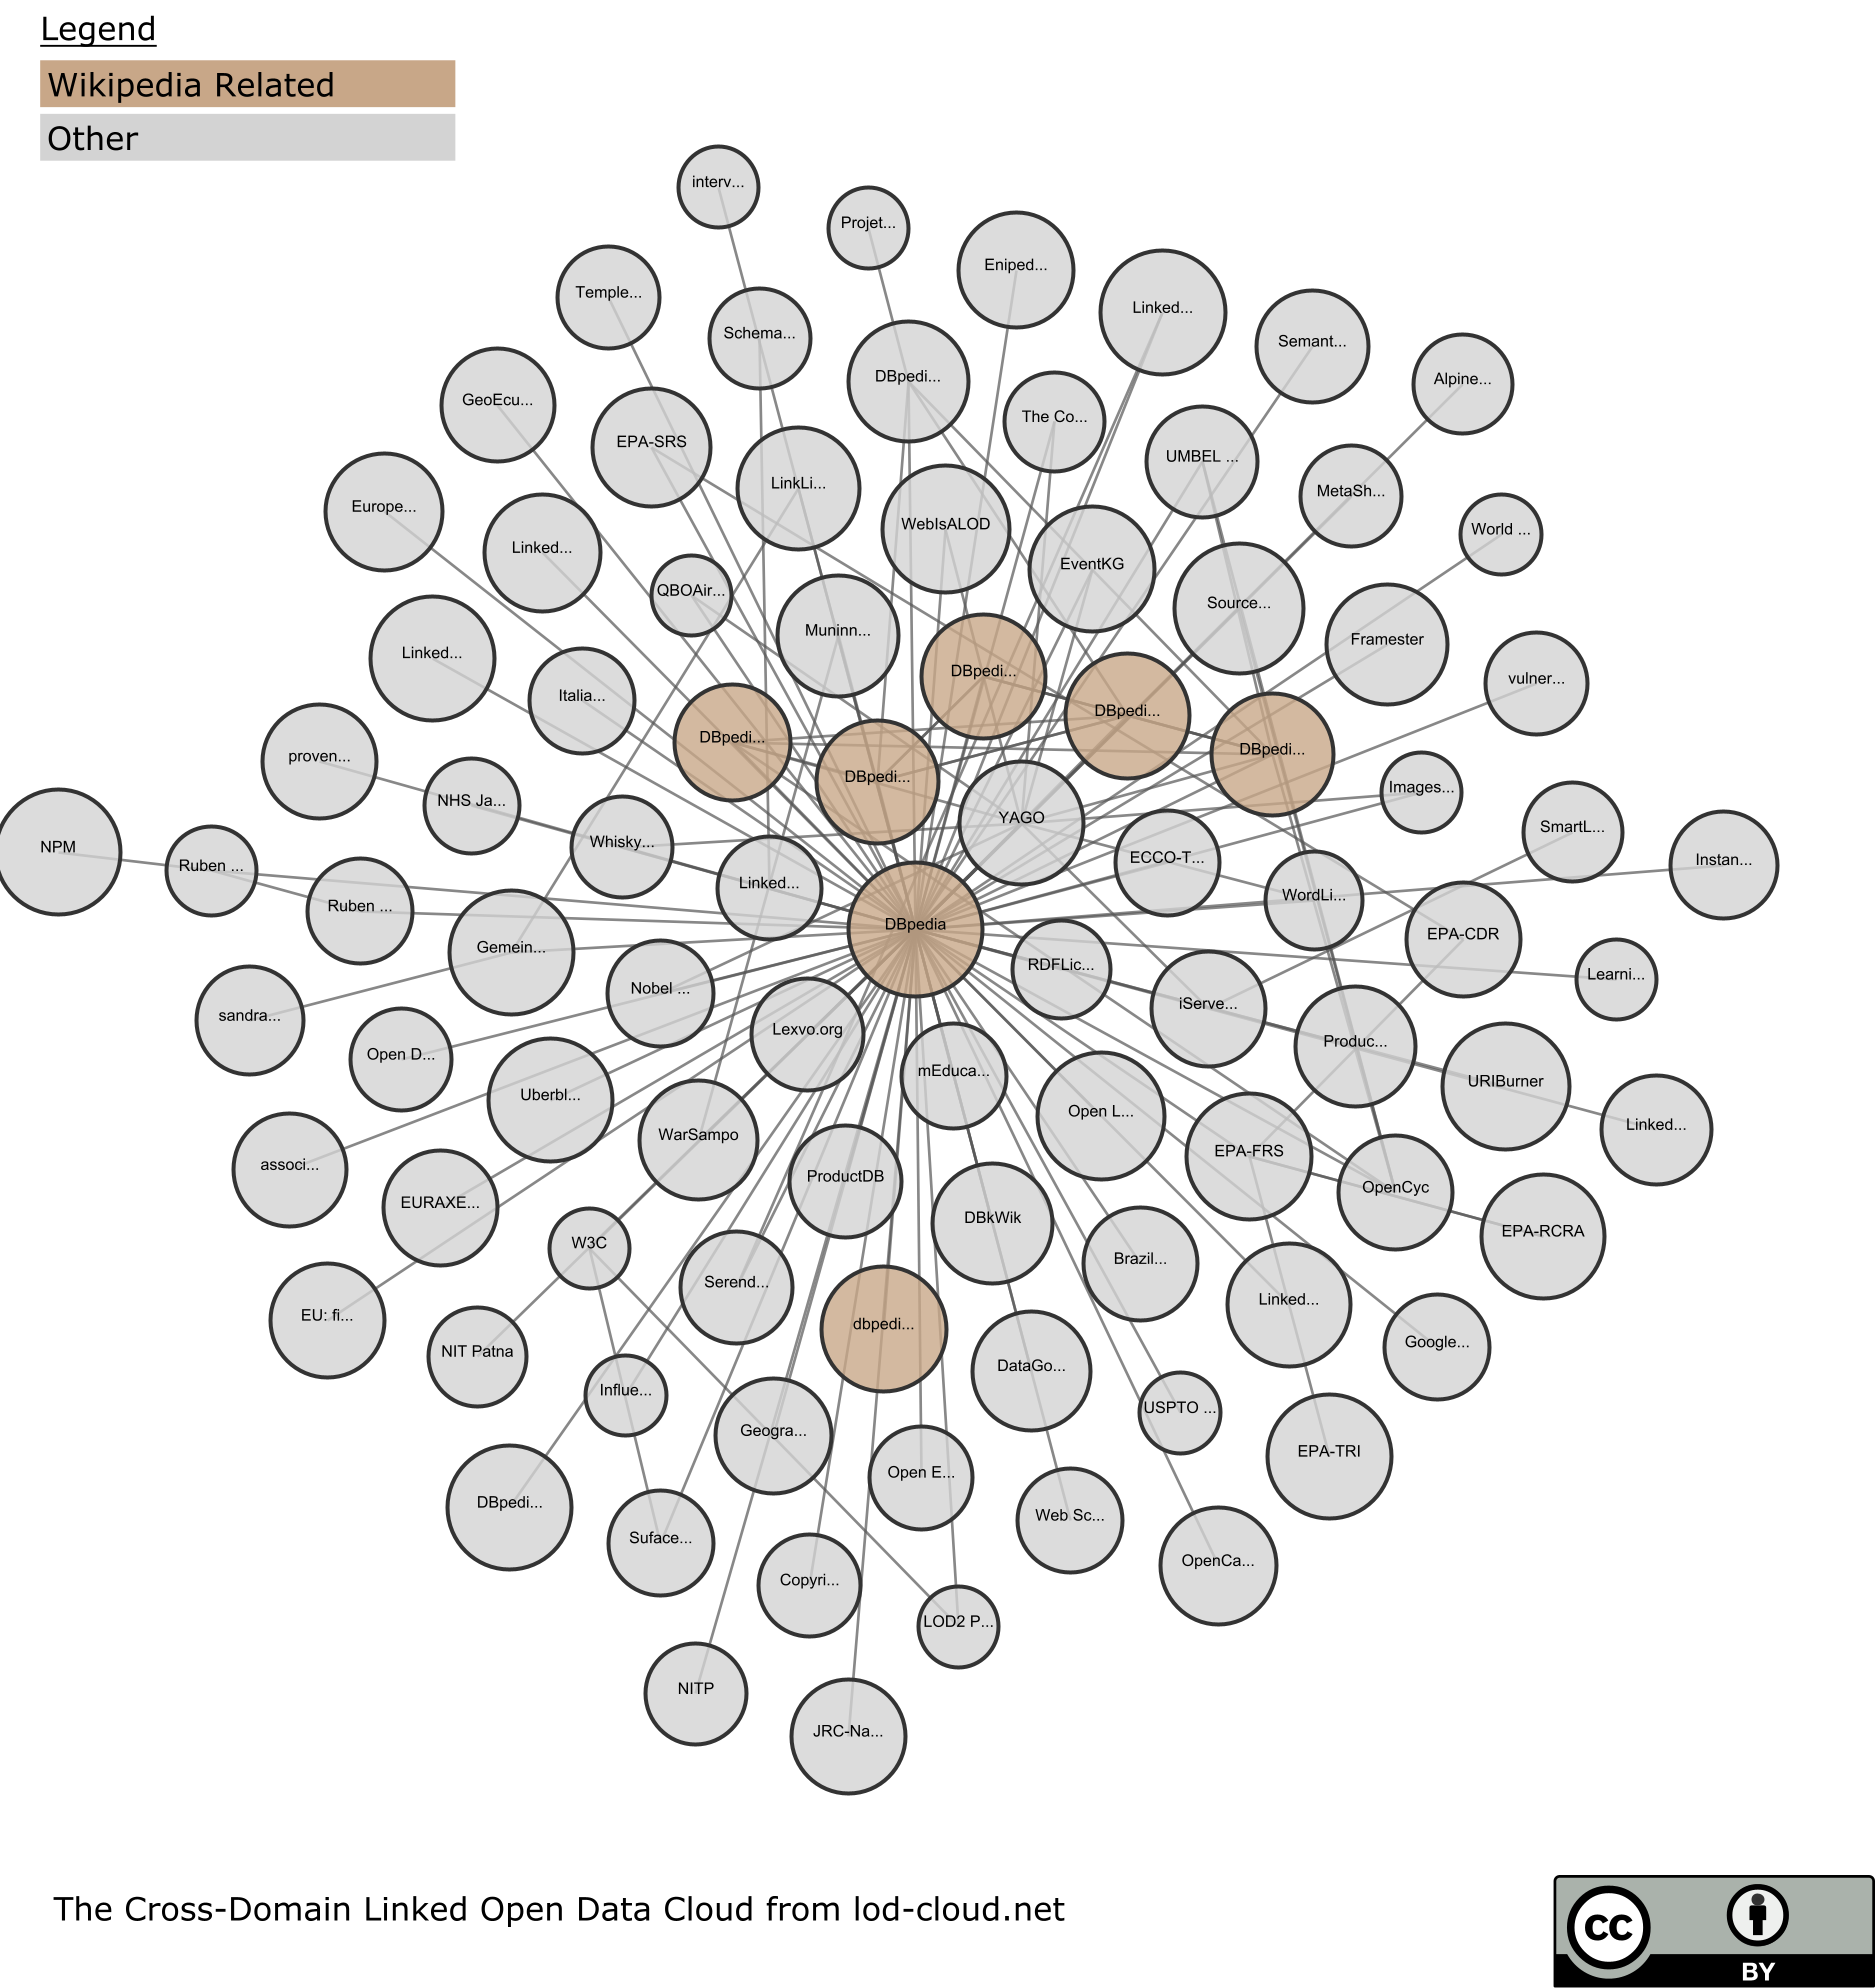 Legend
Wikipedia Related
Other
interv...
Projet...
Eniped...
Temple...
Linked...
Schema...
Semant...
DBpedi...
Alpine...
GeoEcu...
The Co...
EPA-SRS
UMBEL ...
LinkLi...
MetaSh...
Europe...
WebIsALOD
World ...
Linked...
EventKG
QBOAir...
Source...
Muninn...
Framester
Linked...
DBpedi...
vulner...
Italia...
DBpedi...
DBpedi...
DBpedi...
proven...
DBpedi...
Images...
NHS Ja...
YAGO
SmartL...
Whisky...
NPM
ECCO-T...
Instan...
Ruben ...
Linked...
WordLi...
Ruben ...
DBpedia
EPA-CDR
Gemein...
RDFLic...
Learni...
Nobel ...
iServe...
sandra...
Lexvo.org
Produc...
Open D...
mEduca...
URIBurner
Uberbl...
Open L...
Linked...
WarSampo
EPA-FRS
associ...
ProductDB
OpenCyc
EURAXE...
DBkWik
EPA-RCRA
W3C
Brazil...
Serend...
Linked...
EU: fi...
dbpedi...
Google...
NIT Patna
DataGo...
Influe...
USPTO ...
Geogra...
EPA-TRI
Open E...
DBpedi...
Web Sc...
Suface...
OpenCa...
Copyri...
LOD2 P...
NITP
JRC-Na...
The Cross-Domain Linked Open Data Cloud from lod-cloud.net
cc
BY